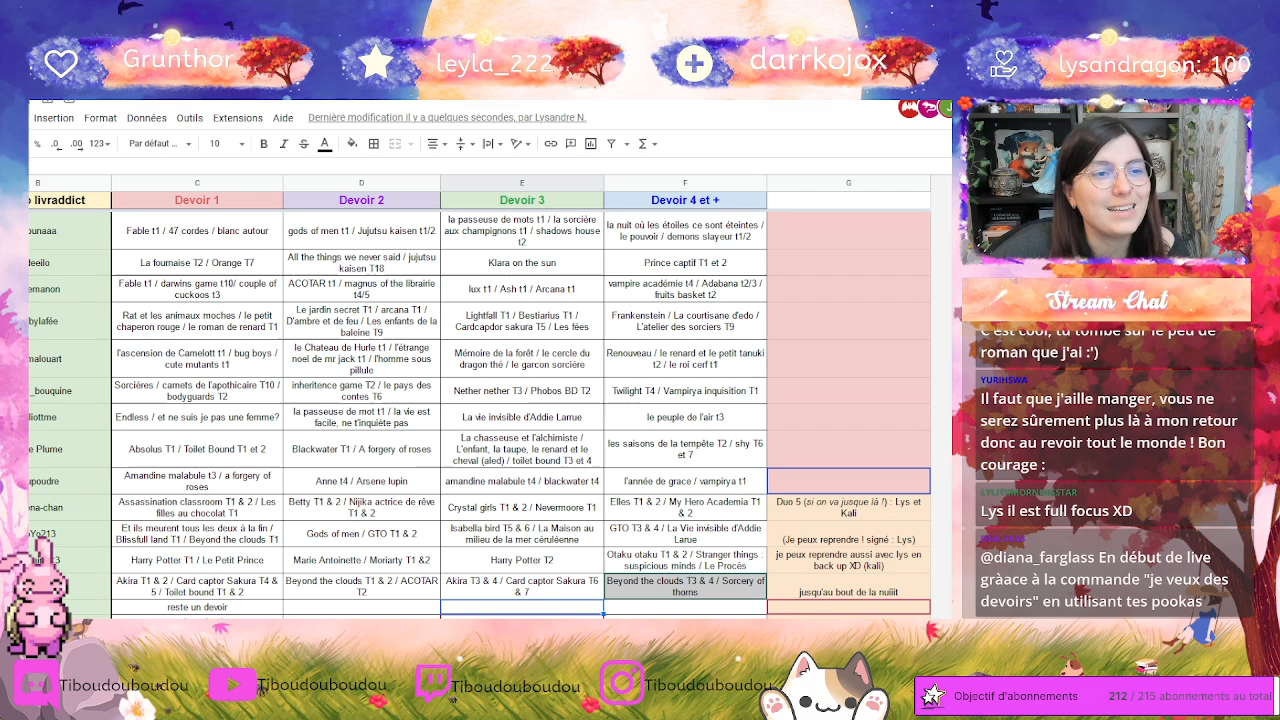 Grunthor
leyla_222
darrkojox
lysandragon: 100
Insertion Format Données Outils Extensions Aide Dernière modification il y a quelques secondes, par Lysandre N.
% .0 .00 123 Par défaut ... 10 B I S A
B C D E F G
livraddict Devoir 1 Devoir 2 Devoir 3 Devoir 4 et +
Fable t1 / 47 cordes / blanc autour
good girl men t1 / Jujutsu kaisen t1/2
la passeuse de mots t1 / la sorcière
aux champignons t1 / shadows house
t2
la nuit où les étoiles ce sont éteintes /
le pouvoir / demons slayeur t1/2
La fournaise T2 / Orange T7
All the things we never said / jujutsu
kaisen T18
Klara on the sun
Prince captif T1 et 2
emanon
Fable t1 / darwins game t10/ couple of
cuckoos t3
ACOTAR t1 / magnus of the librairie
t4/5
lux t1 / Ash t1 / Arcana t1
vampire académie t4 / Adabana t2/3 /
fruits basket t2
bylafée
Rat et les animaux moches / le petit
chaperon rouge / le roman de renard T1
Le jardin secret T1 / arcana T1 /
D'ambre et de feu / Les enfants de la
baleine T9
Lightfall T1 / Bestiarius T1 /
Cardcapdor sakura T5 / Les fées
Frankenstein / La courtisane d'edo /
L'atelier des sorciers T9
malouart
l'ascension de Camelott t1 / bug boys /
cute mutants t1
le Chateau de Hurle t1 / l'étrange
noel de mr jack t1 / l'homme sous
pillule
Mémoire de la forêt / le cercle du
dragon thé / le garcon sorcière
Renouveau / le renard et le petit tanuki
t2 / le roi cerf t1
_bouquine
Sorcières / carnets de l'apothicaire T10 /
bodyguards T2
inheritence game T2 / le pays des
contes T6
Nether nether T3 / Phobos BD T2
Twilight T4 / Vampirya inquisition T1
liottme
Endless / et ne suis je pas une femme?
la passeuse de mot t1 / la vie est
facile, ne t'inquiète pas
La vie invisible d'Addie Larrue
le peuple de l'air t3
e Plume
Absolus T1 / Toilet Bound T1 et 2
Blackwater T1 / A forgery of roses
La chasseuse et l'alchimiste /
L'enfant, la taupe, le renard et le
cheval (aled) / toilet bound T3 et 4
les saisons de la tempête T2 / shy T6
et 7
upoudre
Amandine malabule t3 / a forgery of
roses
Anne t4 / Arsene lupin
amandine malabule t4 / blackwater t4
l'année de grace / vampirya t1
na-chan
Assassination classroom T1 & 2 / Les
filles au chocolat T1
Betty T1 & 2 / Nijika actrice de rêve
T1 & 2
Crystal girls T1 & 2 / Nevermoore T1
Elles T1 & 2 / My Hero Academia T1
& 2
Duo 5 (si on va jusque là !) : Lys et
Kali
Yo213
Et ils meurent tous les deux à la fin /
Blissfull land T1 / Beyond the clouds T1
Gods of men / GTO T1 & 2
Isabella bird T5 & 6 / La Maison au
milieu de la mer céruléenne
GTO T3 & 4 / La Vie invisible d'Addie
Larue
(Je peux reprendre ! signé : Lys)
Harry Potter T1 / Le Petit Prince
Marie Antoinette / Moriarty T1 &2
Harry Potter T2
Otaku otaku T1 & 2 / Stranger things :
suspicious minds / Le Procès
je peux reprendre aussi avec lys en
back up XD (kali)
Akira T1 & 2 / Card captor Sakura T4 &
5 / Toilet bound T1 & 2
Beyond the clouds T1 & 2 / ACOTAR
T2
Akira T3 & 4 / Card captor Sakura T6
& 7
Beyond the clouds T3 & 4 / Sorcery of
thorns
jusqu'au bout de la nuiiit
reste un devoir
Stream Chat
C'est cool, tu tombe sur le peu de
roman que j'ai :')
YURIHSWA
Il faut que j'aille manger, vous ne
serez sûrement plus là à mon retour
donc au revoir tout le monde ! Bon
courage :
LYLITHMORNINGSTAR
Lys il est full focus XD
@diana_farglass En début de live
gràace à la commande "je veux des
devoirs" en utilisant tes pookas
Tiboudouboudou
Tiboudouboudou
Tiboudouboudou
Tiboudouboudou
Objectif d'abonnements 212 / 215 abonnements au total